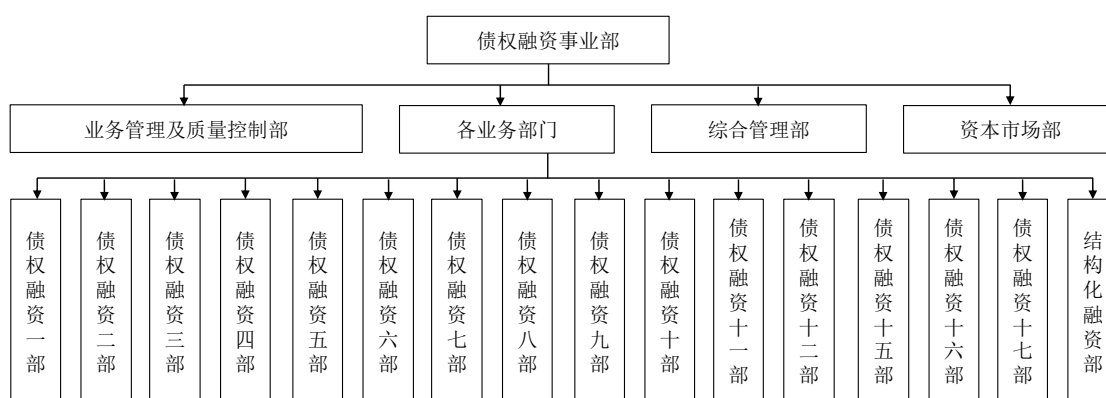 债权融资事业部
业务管理及质量控制部
各业务部门
综合管理部
资本市场部
债权融资一部
债权融资二部
债权融资三部
债权融资四部
债权融资五部
债权融资六部
债权融资七部
债权融资八部
债权融资九部
债权融资十部
债权融资十一部
债权融资十二部
债权融资十五部
债权融资十六部
债权融资十七部
结构化融资部